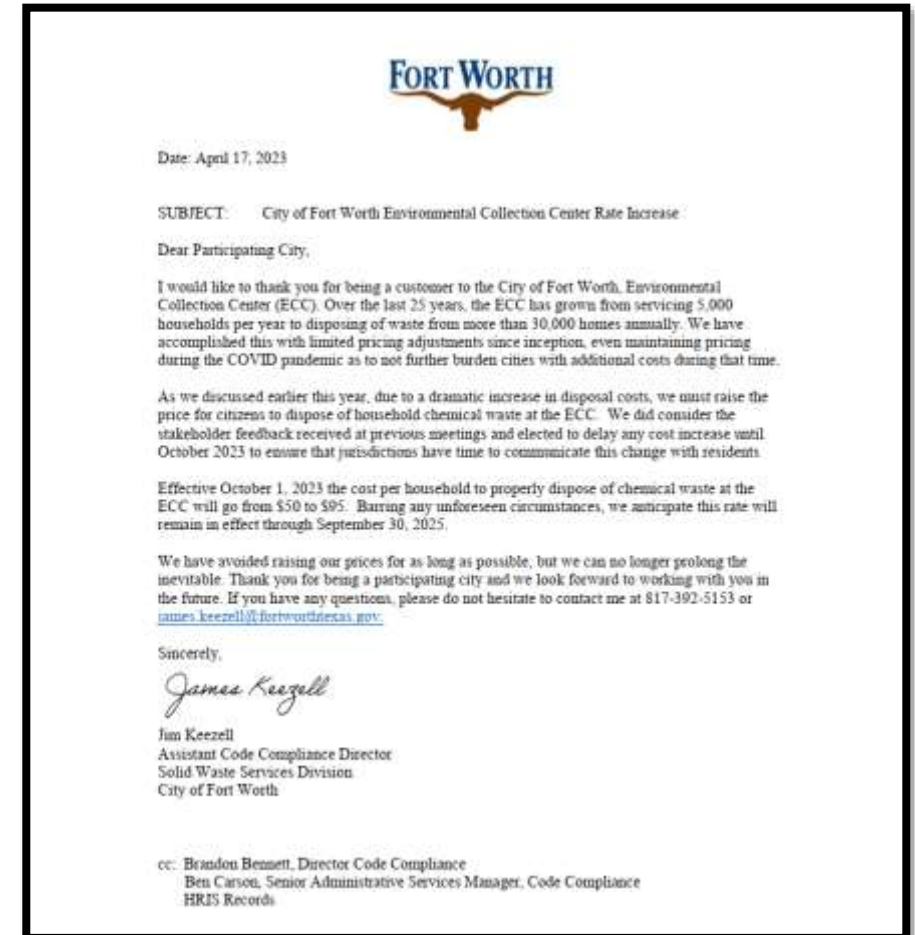 FORT WORTH
Date: April 17, 2023
SUBJECT: City of Fort Worth Environmental Collection Center Rate Increase
Dear Participating City,
I would like to thank you for being a customer to the City of Fort Worth, Environmental
Collection Center (ECC). Over the last 25 years, the ECC has grown from servicing 5,000
households per year to disposing of waste from more than 30,000 homes annually. We have
accomplished this with limited pricing adjustments since inception, even maintaining pricing
during the COVID pandemic as to not further burden cities with additional costs during that time.
As we discussed earlier this year, due to a dramatic increase in disposal costs, we must raise the
price for citizens to dispose of household chemical waste at the ECC. We did consider the
stakeholder feedback received at previous meetings and elected to delay any cost increase until
October 2023 to ensure that jurisdictions have time to communicate this change with residents
Effective October 1, 2023 the cost per household to properly dispose of chemical waste at the
ECC will go from $50 to $95. Barring any unforeseen circumstances, we anticipate this rate will
remain in effect through September 30, 2025.
We have avoided raising our prices for as long as possible, but we can no longer prolong the
inevitable. Thank you for being a participating city and we look forward to working with you in
the future. If you have any questions, please do not hesitate to contact me at 817-392-5153 or
james.keezell@fortworthtexas.gov.
Sincerely,
James Keezell
Jim Keezell
Assistant Code Compliance Director
Solid Waste Services Division
City of Fort Worth
cc: Brandon Bennett, Director Code Compliance
Ben Carson, Senior Administrative Services Manager, Code Compliance
HRIS Records